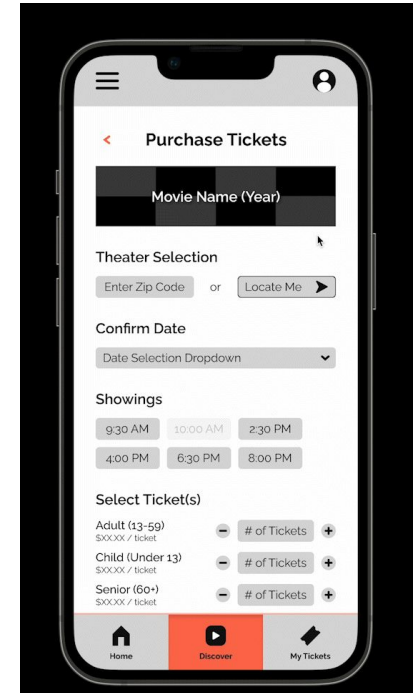 Purchase Tickets
Movie Name (Year)
Theater Selection
Enter Zip Code or Locate Me
Confirm Date
Date Selection Dropdown
Showings
9:30 AM 10:00 AM 2:30 PM
4:00 PM 6:30 PM 8:00 PM
Select Ticket(s)
Adult (13-59)
$XX.XX / ticket
# of Tickets
Child (Under 13)
$XX.XX / ticket
# of Tickets
Senior (60+)
$XX.XX / ticket
# of Tickets
Home Discover My Tickets